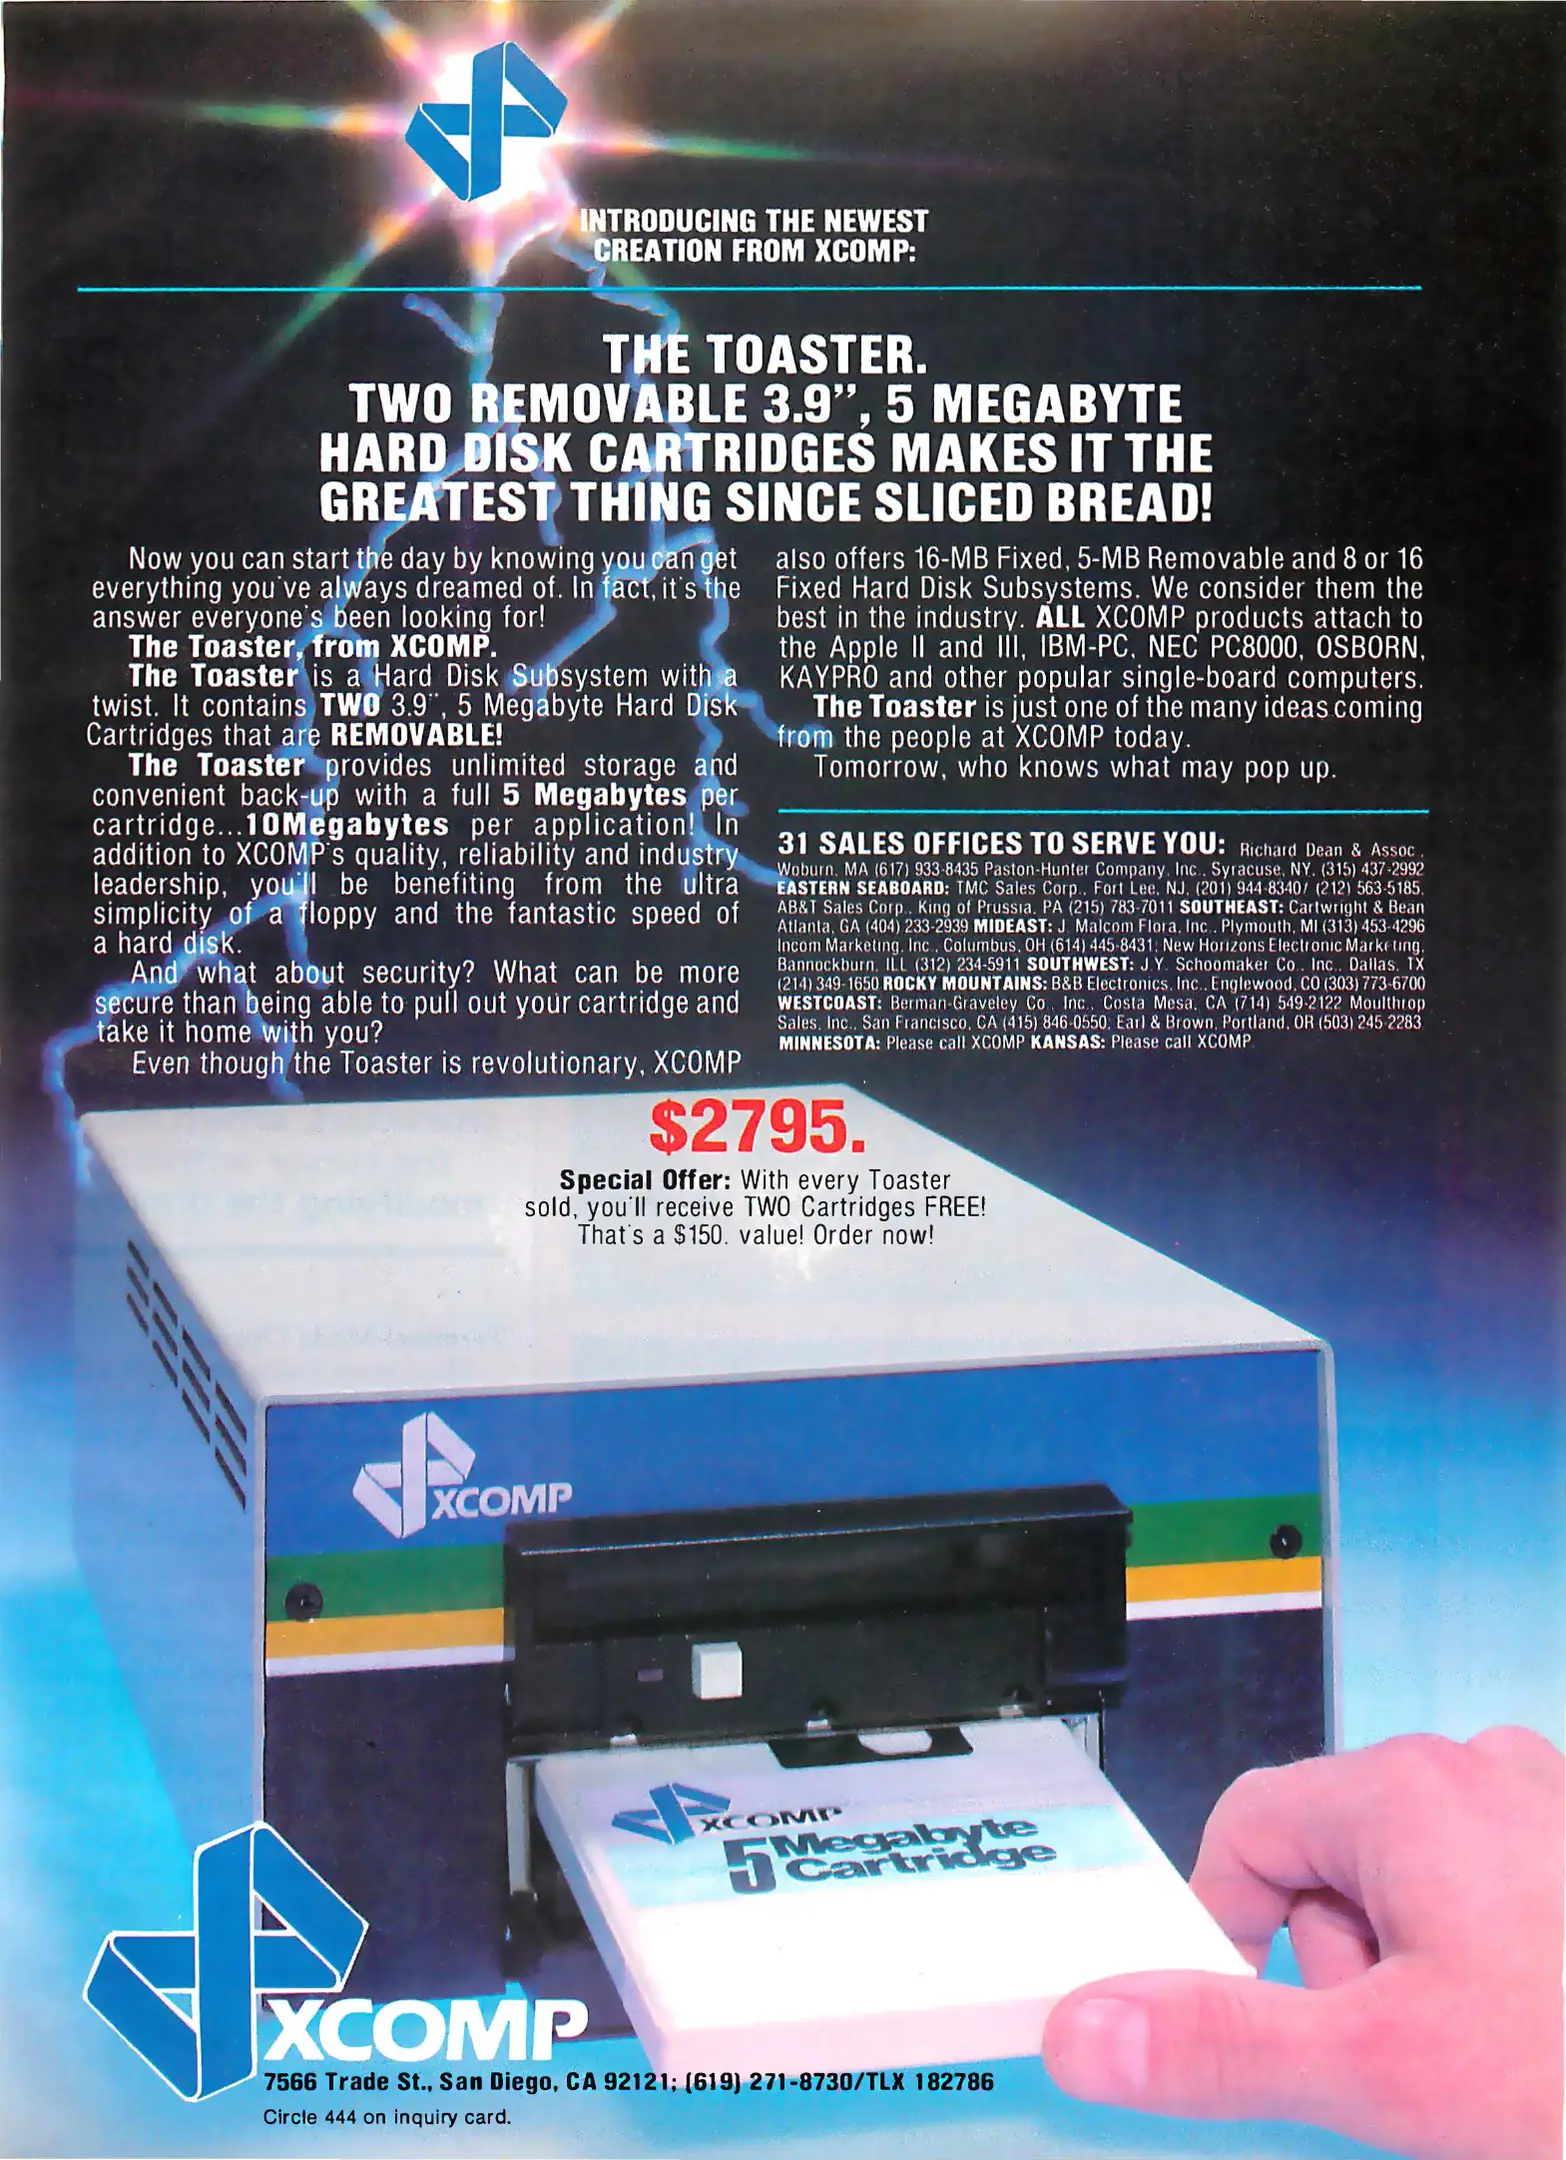 INTRODUCING THE NEWEST
CREATION FROM XCOMP:
THE TOASTER.
TWO REMOVABLE 3.9”, 5 MEGABYTE
HARD DISK CARTRIDGES MAKES IT THE
GREATEST THING SINCE SLICED BREAD!
Now you can start the day by knowing you can get
everything you've always dreamed of. In fact, it's the
answer everyone's been looking for!
The Toaster, from XCOMP.
The Toaster is a Hard Disk Subsystem with a
twist. It contains TWO 3.9", 5 Megabyte Hard Disk
Cartridges that are REMOVABLE!
The Toaster provides unlimited storage and
convenient back-up with a full 5 Megabytes per
cartridge...10Megabytes per application! In
addition to XCOMP's quality, reliability and industry
leadership, you'll be benefiting from the ultra
simplicity of a floppy and the fantastic speed of
a hard disk.
And what about security? What can be more
secure than being able to pull out your cartridge and
take it home with you?
Even though the Toaster is revolutionary, XCOMP
also offers 16-MB Fixed, 5-MB Removable and 8 or 16
Fixed Hard Disk Subsystems. We consider them the
best in the industry. ALL XCOMP products attach to
the Apple II and III, IBM-PC, NEC PC8000, OSBORN,
KAYPRO and other popular single-board computers.
The Toaster is just one of the many ideas coming
from the people at XCOMP today.
Tomorrow, who knows what may pop up.
31 SALES OFFICES TO SERVE YOU: Richard Dean & Assoc.,
Woburn, MA (617) 933-8435 Paston-Hunter Company, Inc., Syracuse, NY, (315) 437-2992
EASTERN SEABOARD: TMC Sales Corp., Fort Lee, NJ, (201) 944-8340/ (212) 563-5185,
AB&T Sales Corp., King of Prussia, PA (215) 783-7011 SOUTHEAST: Cartwright & Bean
Atlanta, GA (404) 233-2939 MIDEAST: J. Malcom Flora, Inc., Plymouth, MI (313) 453-4296
Incom Marketing, Inc., Columbus, OH (614) 445-8431; New Horizons Electronic Marketing,
Bannockburn, ILL (312) 234-5911 SOUTHWEST: J.Y. Schoomaker Co., Inc., Dallas, TX
(214) 349-1650 ROCKY MOUNTAINS: B&B Electronics, Inc., Englewood, CO (303) 773-6700
WESTCOAST: Berman-Graveley Co., Inc., Costa Mesa, CA (714) 549-2122 Moulthrop
Sales, Inc., San Francisco, CA (415) 846-0550; Earl & Brown, Portland, OR (503) 245-2283
MINNESOTA: Please call XCOMP KANSAS: Please call XCOMP.
$2795.
Special Offer: With every Toaster
sold, you'll receive TWO Cartridges FREE!
That's a $150. value! Order now!
XCOMP
XCOMP
5 Megabyte
Cartridge
XCOMP
7566 Trade St., San Diego, CA 92121; (619) 271-8730/TLX 182786
Circle 444 on inquiry card.